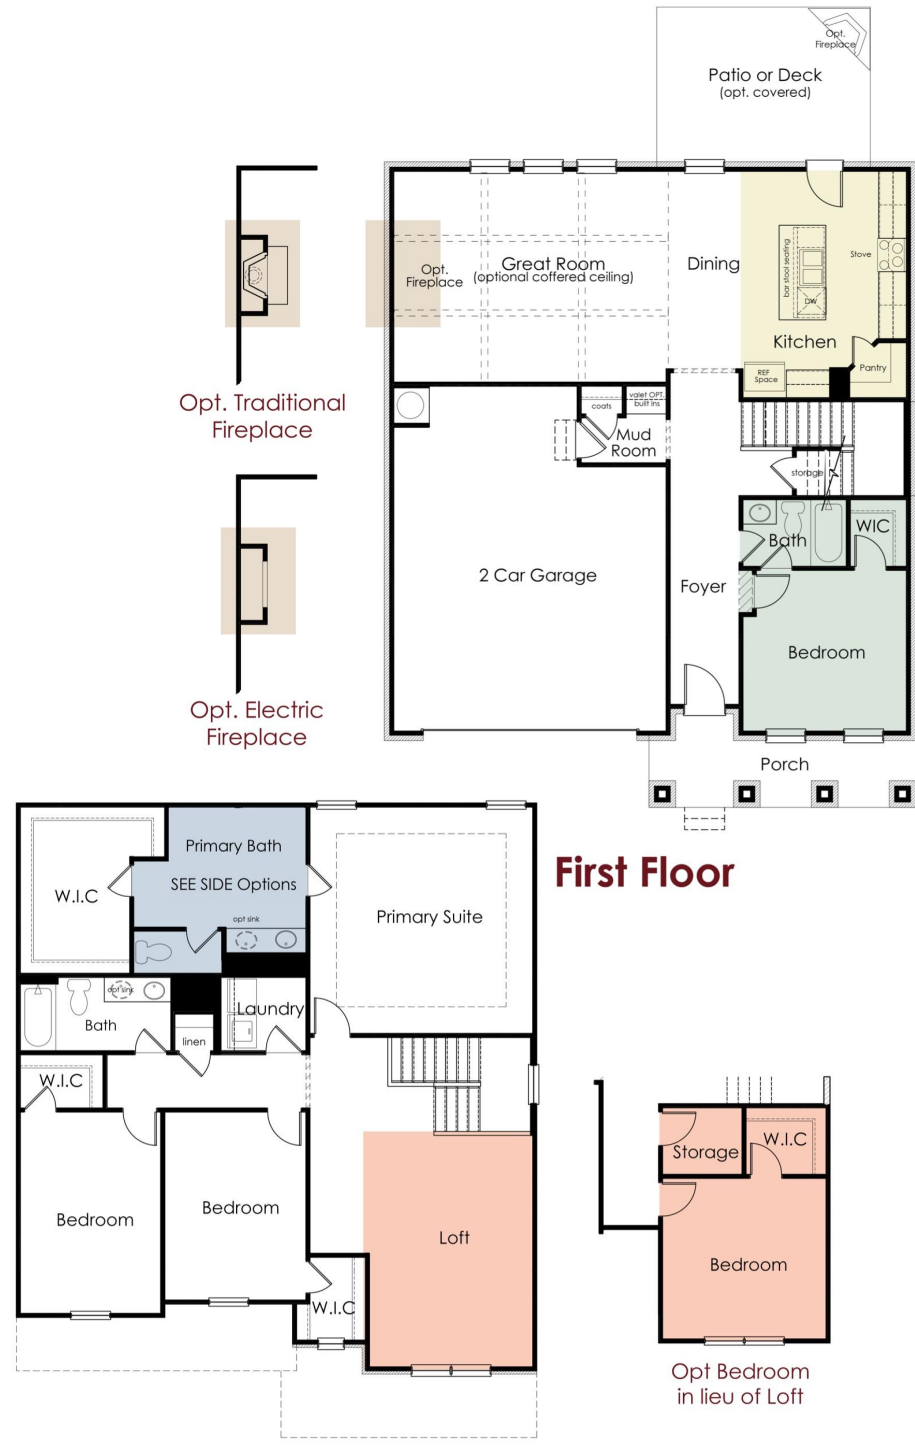 Opt.
Fireplace
Patio or Deck
(opt. covered)
Opt.
Fireplace
Great Room
(optional coffered ceiling)
Dining
bar stool seating
DW
Stove
Kitchen
REF
Space
Pantry
Opt. Traditional
Fireplace
coats
valet OPT.
built ins
Mud
Room
storage
Bath
WIC
2 Car Garage
Foyer
Bedroom
Opt. Electric
Fireplace
Porch
First Floor
Primary Bath
SEE SIDE Options
opt sink
W.I.C
Primary Suite
opt sink
Bath
linen
Laundry
W.I.C
Bedroom
Bedroom
Loft
W.I.C
Storage
W.I.C
Bedroom
Opt Bedroom
in lieu of Loft